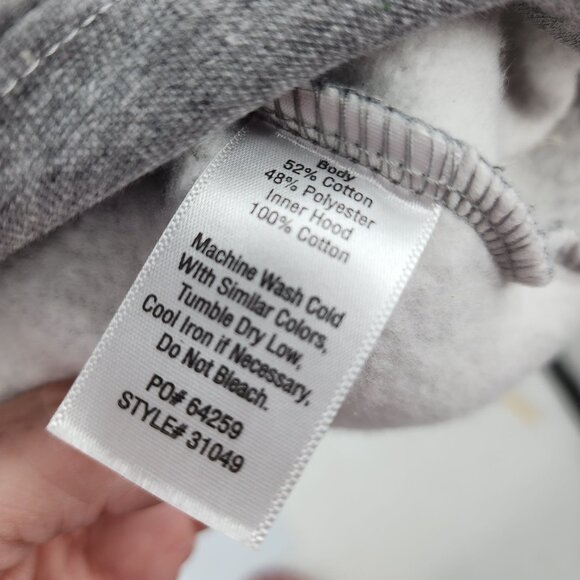 Body
52% Cotton
48% Polyester
Inner Hood
100% Cotton
Machine Wash Cold
With Similar Colors,
Tumble Dry Low,
Cool Iron if Necessary,
Do Not Bleach.
PO# 64259
STYLE# 31049